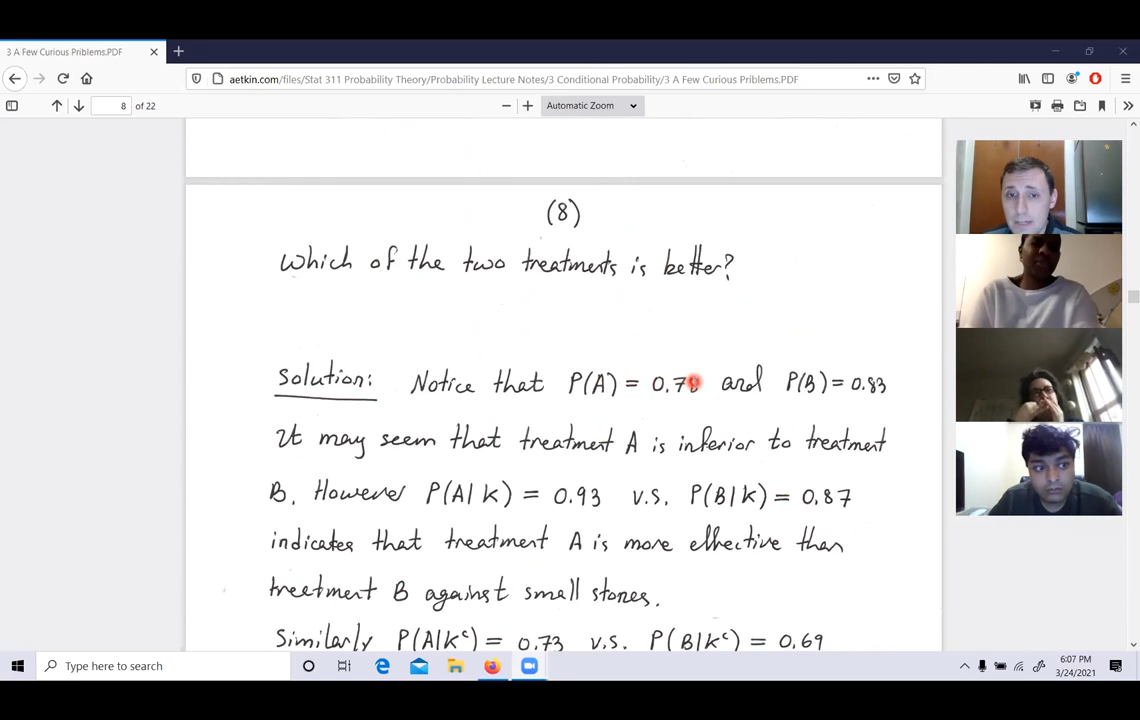 3 A Few Curious Priblems.PDF
aetkin.com/files/Stat 311 Probability Theory/Probability Lecture Notes/3 Conditional Probability/3 A Few Curious Priblems.PDF
8 of 22
Automatic Zoom
(8)
Which of the two treatments is better?
Solution: Notice that P(A) = 0.78 and P(B) = 0.83
It may seem that treatment A is inferior to treatment
B. However P(A|K) = 0.93 v.s. P(B|K) = 0.87
indicates that treatment A is more effective than
treetment B against small stones.
Similarly P(A|Kᶜ) = 0.73 v.s. P(B|Kᶜ) = 0.69
Type here to search
6:07 PM
3/24/2021